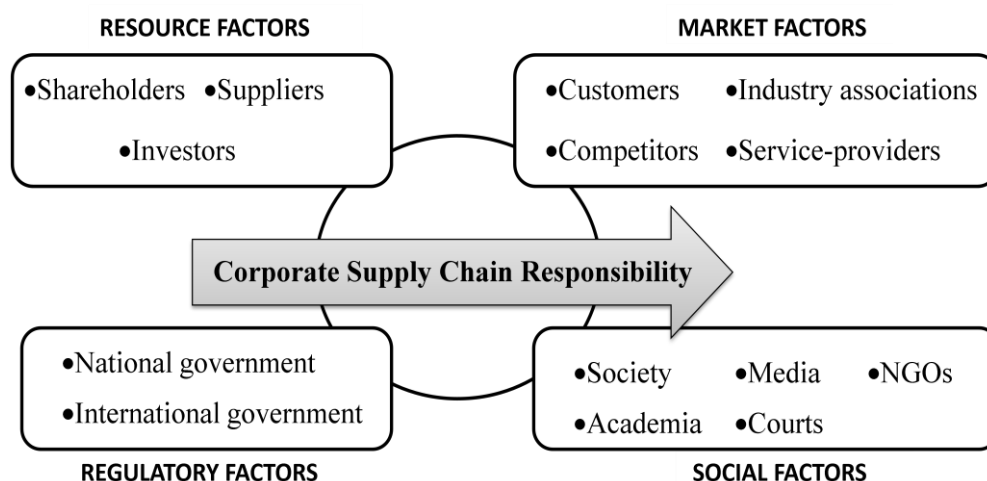 RESOURCE FACTORS
•Shareholders •Suppliers
•Investors
MARKET FACTORS
•Customers •Industry associations
•Competitors •Service-providers
Corporate Supply Chain Responsibility
•National government
•International government
REGULATORY FACTORS
•Society •Media •NGOs
•Academia •Courts
SOCIAL FACTORS